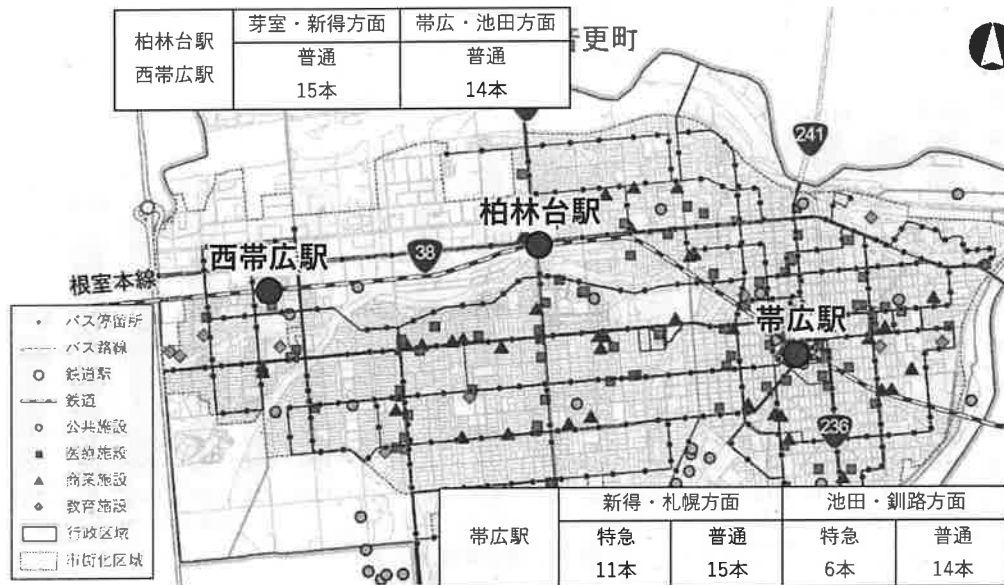 柏林台駅
西帯広駅
芽室・新得方面
帯広・池田方面
普通
普通
15本
14本
音更町
241
柏林台駅
38
西帯広駅
根室本線
帯広駅
236
バス停留所
バス路線
鉄道駅
鉄道
公共施設
医療施設
商業施設
教育施設
行政区域
市街化区域
帯広駅
新得・札幌方面
池田・釧路方面
特急
普通
特急
普通
11本
15本
6本
14本